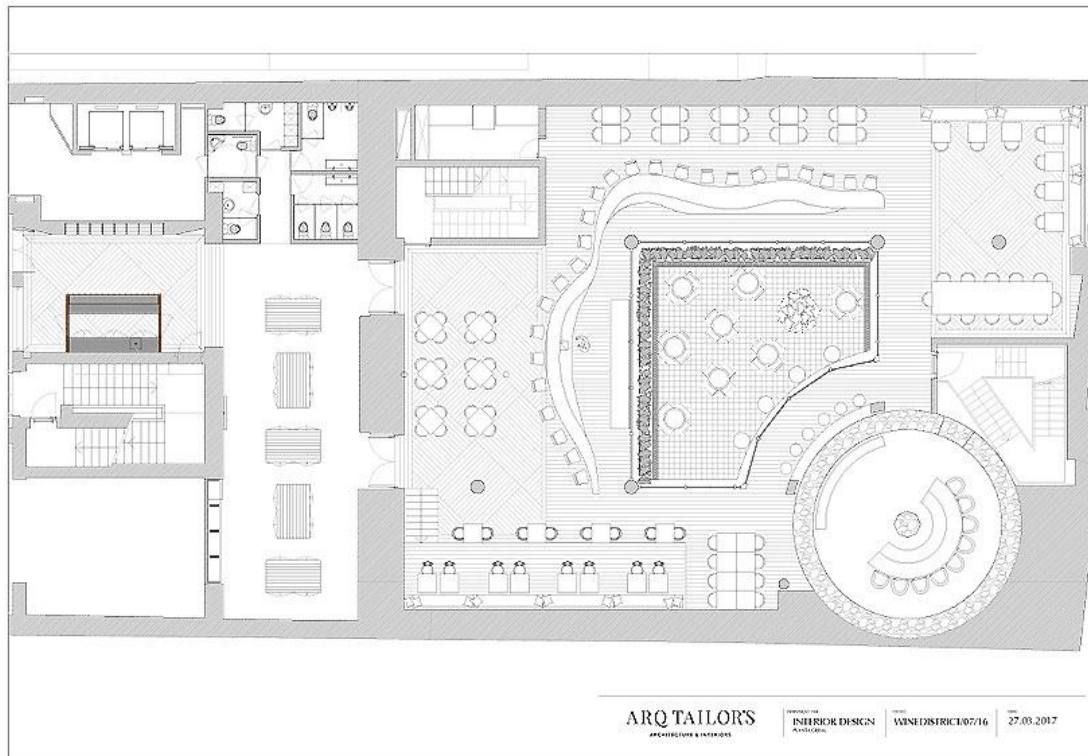 ARQ TAILOR'S
ARCHITECTURE & INTERIORS
INTERIOR DESIGN
WINEDISTRICT/07/16
27.03.2017